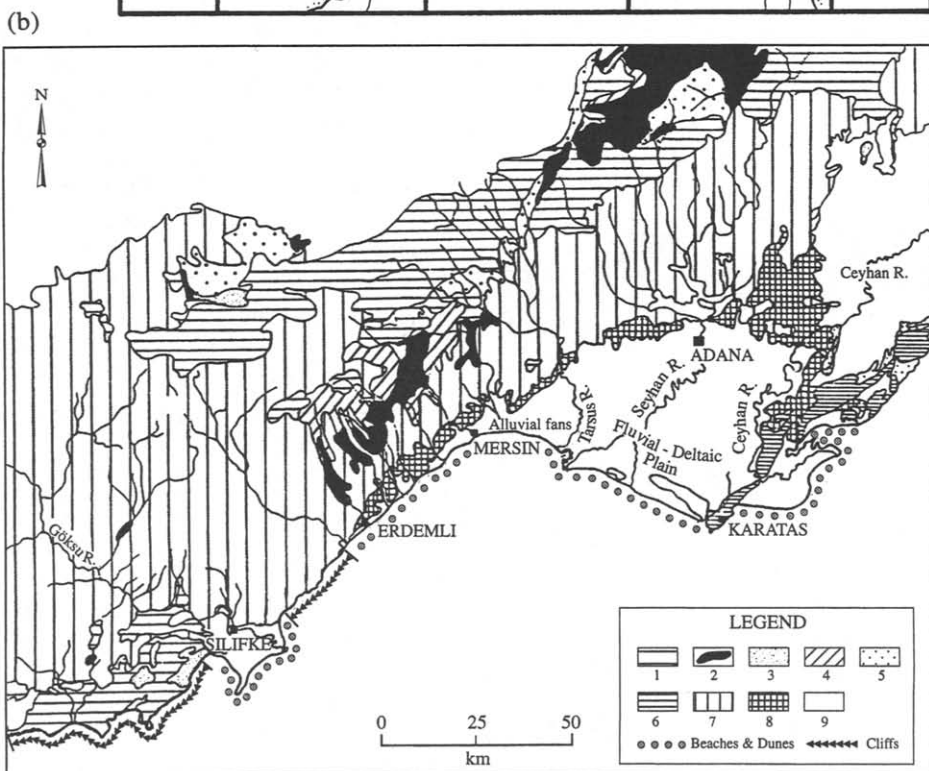 (b)
N
Ceyhan R.
ADANA
Seyhan R.
Ceyhan R.
Tarsus R.
Alluvial fans
MERSIN
Fluvial - Deltaic
Plain
KARATAS
ERDEMLI
Göksu R.
SILIFKE
LEGEND
1 2 3 4 5
6 7 8 9
Beaches & Dunes Cliffs
0 25 50
km